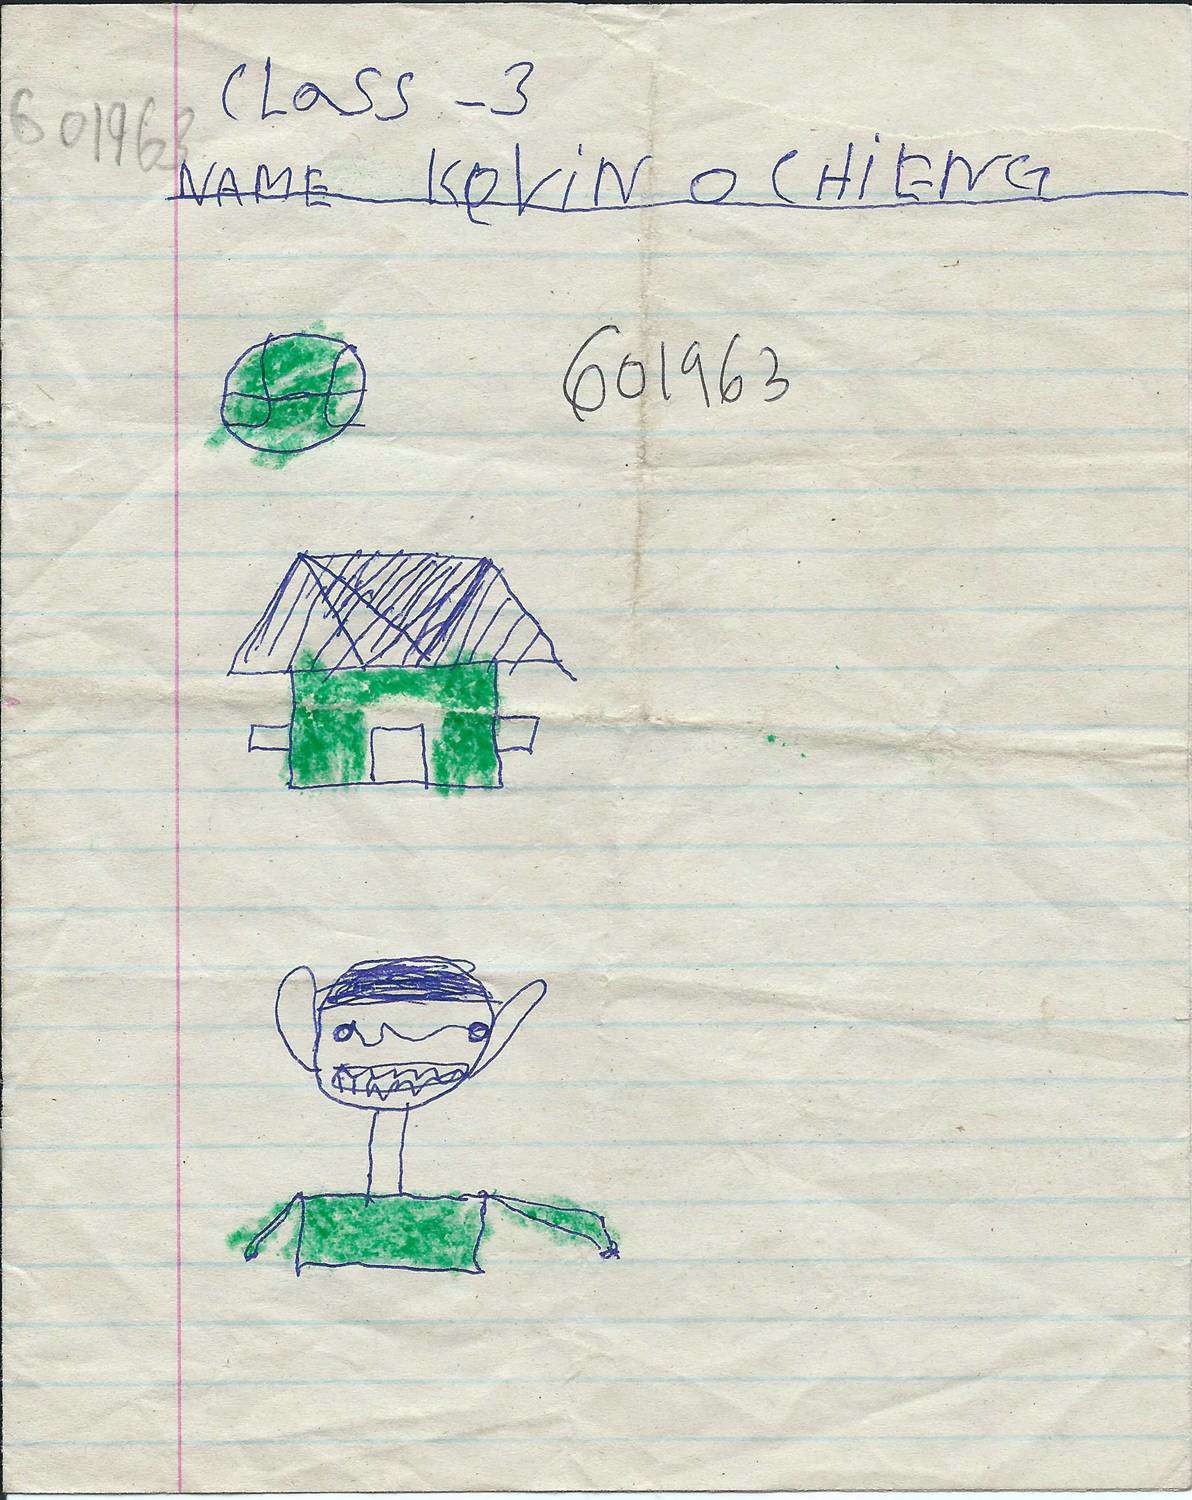 CLASS -3
601963
NAME KeViN OCHiENG
601963